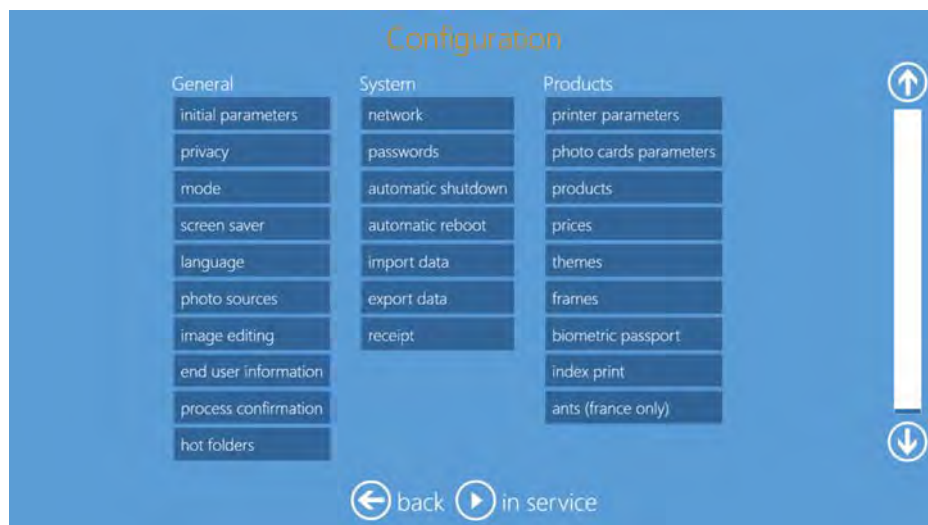 Configuration
General
initial parameters
privacy
mode
screen saver
language
photo sources
image editing
end user information
process confirmation
hot folders
System
network
passwords
automatic shutdown
automatic reboot
import data
export data
receipt
Products
printer parameters
photo cards parameters
products
prices
themes
frames
biometric passport
index print
ants (france only)
back in service